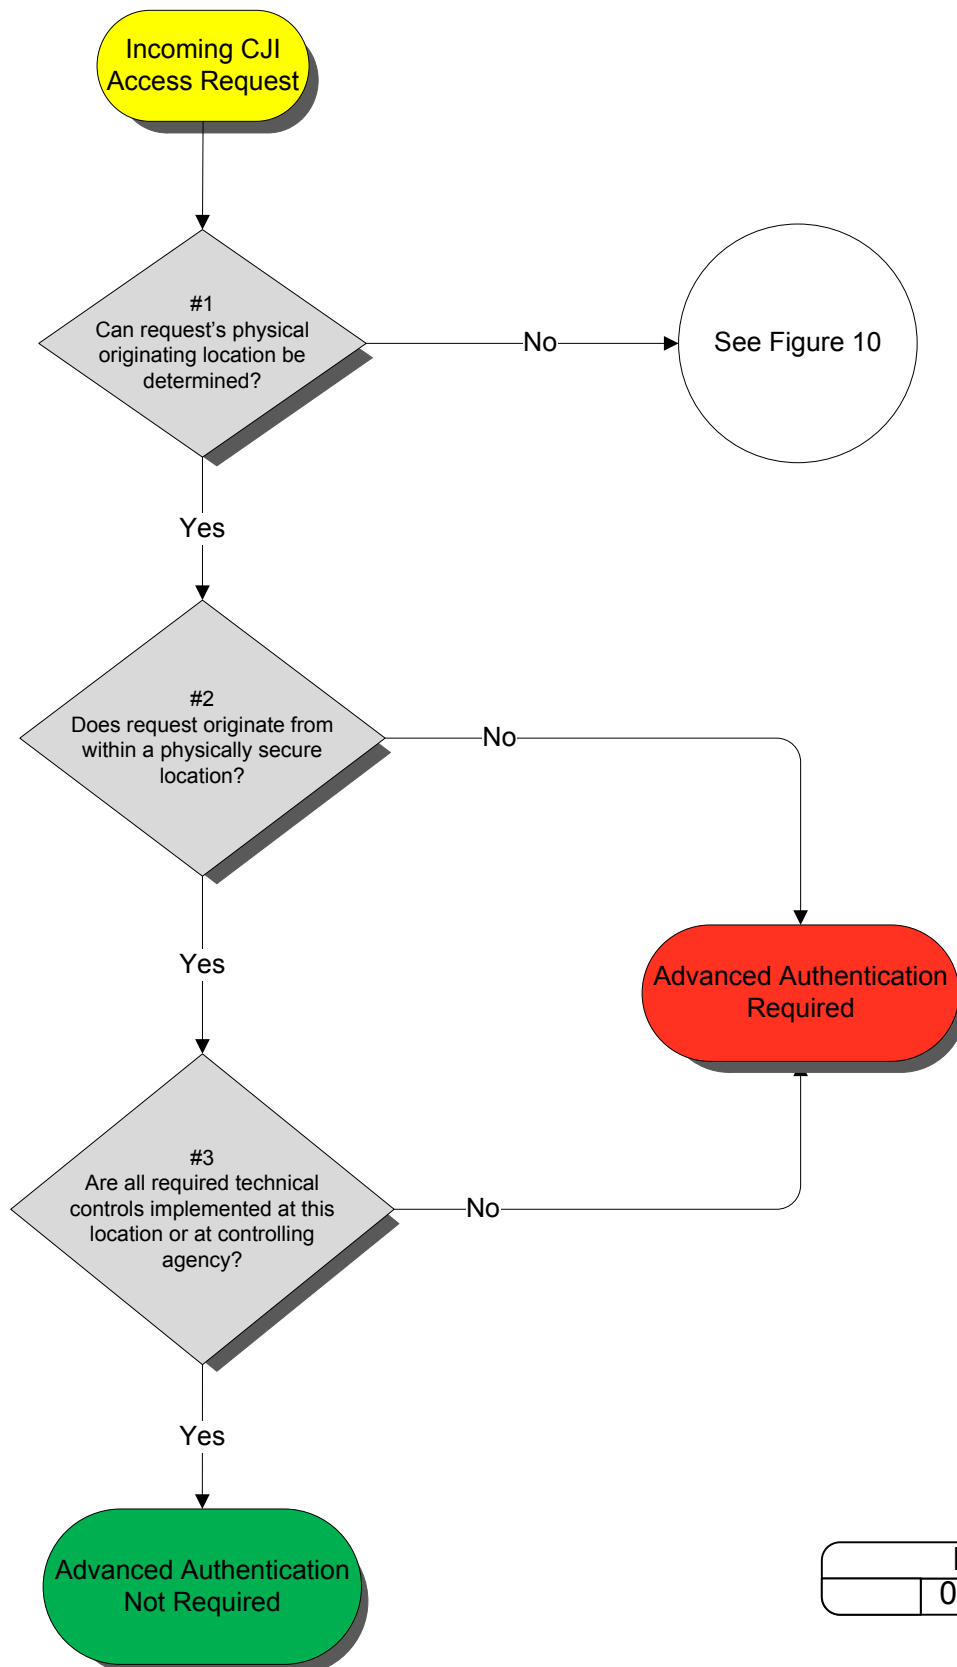 Incoming CJI
Access Request
#1
Can request’s physical
originating location be
determined?
No
See Figure 10
Yes
#2
Does request originate from
within a physically secure
location?
No
Yes
Advanced Authentication
Required
#3
Are all required technical
controls implemented at this
location or at controlling
agency?
No
Yes
Advanced Authentication
Not Required
0